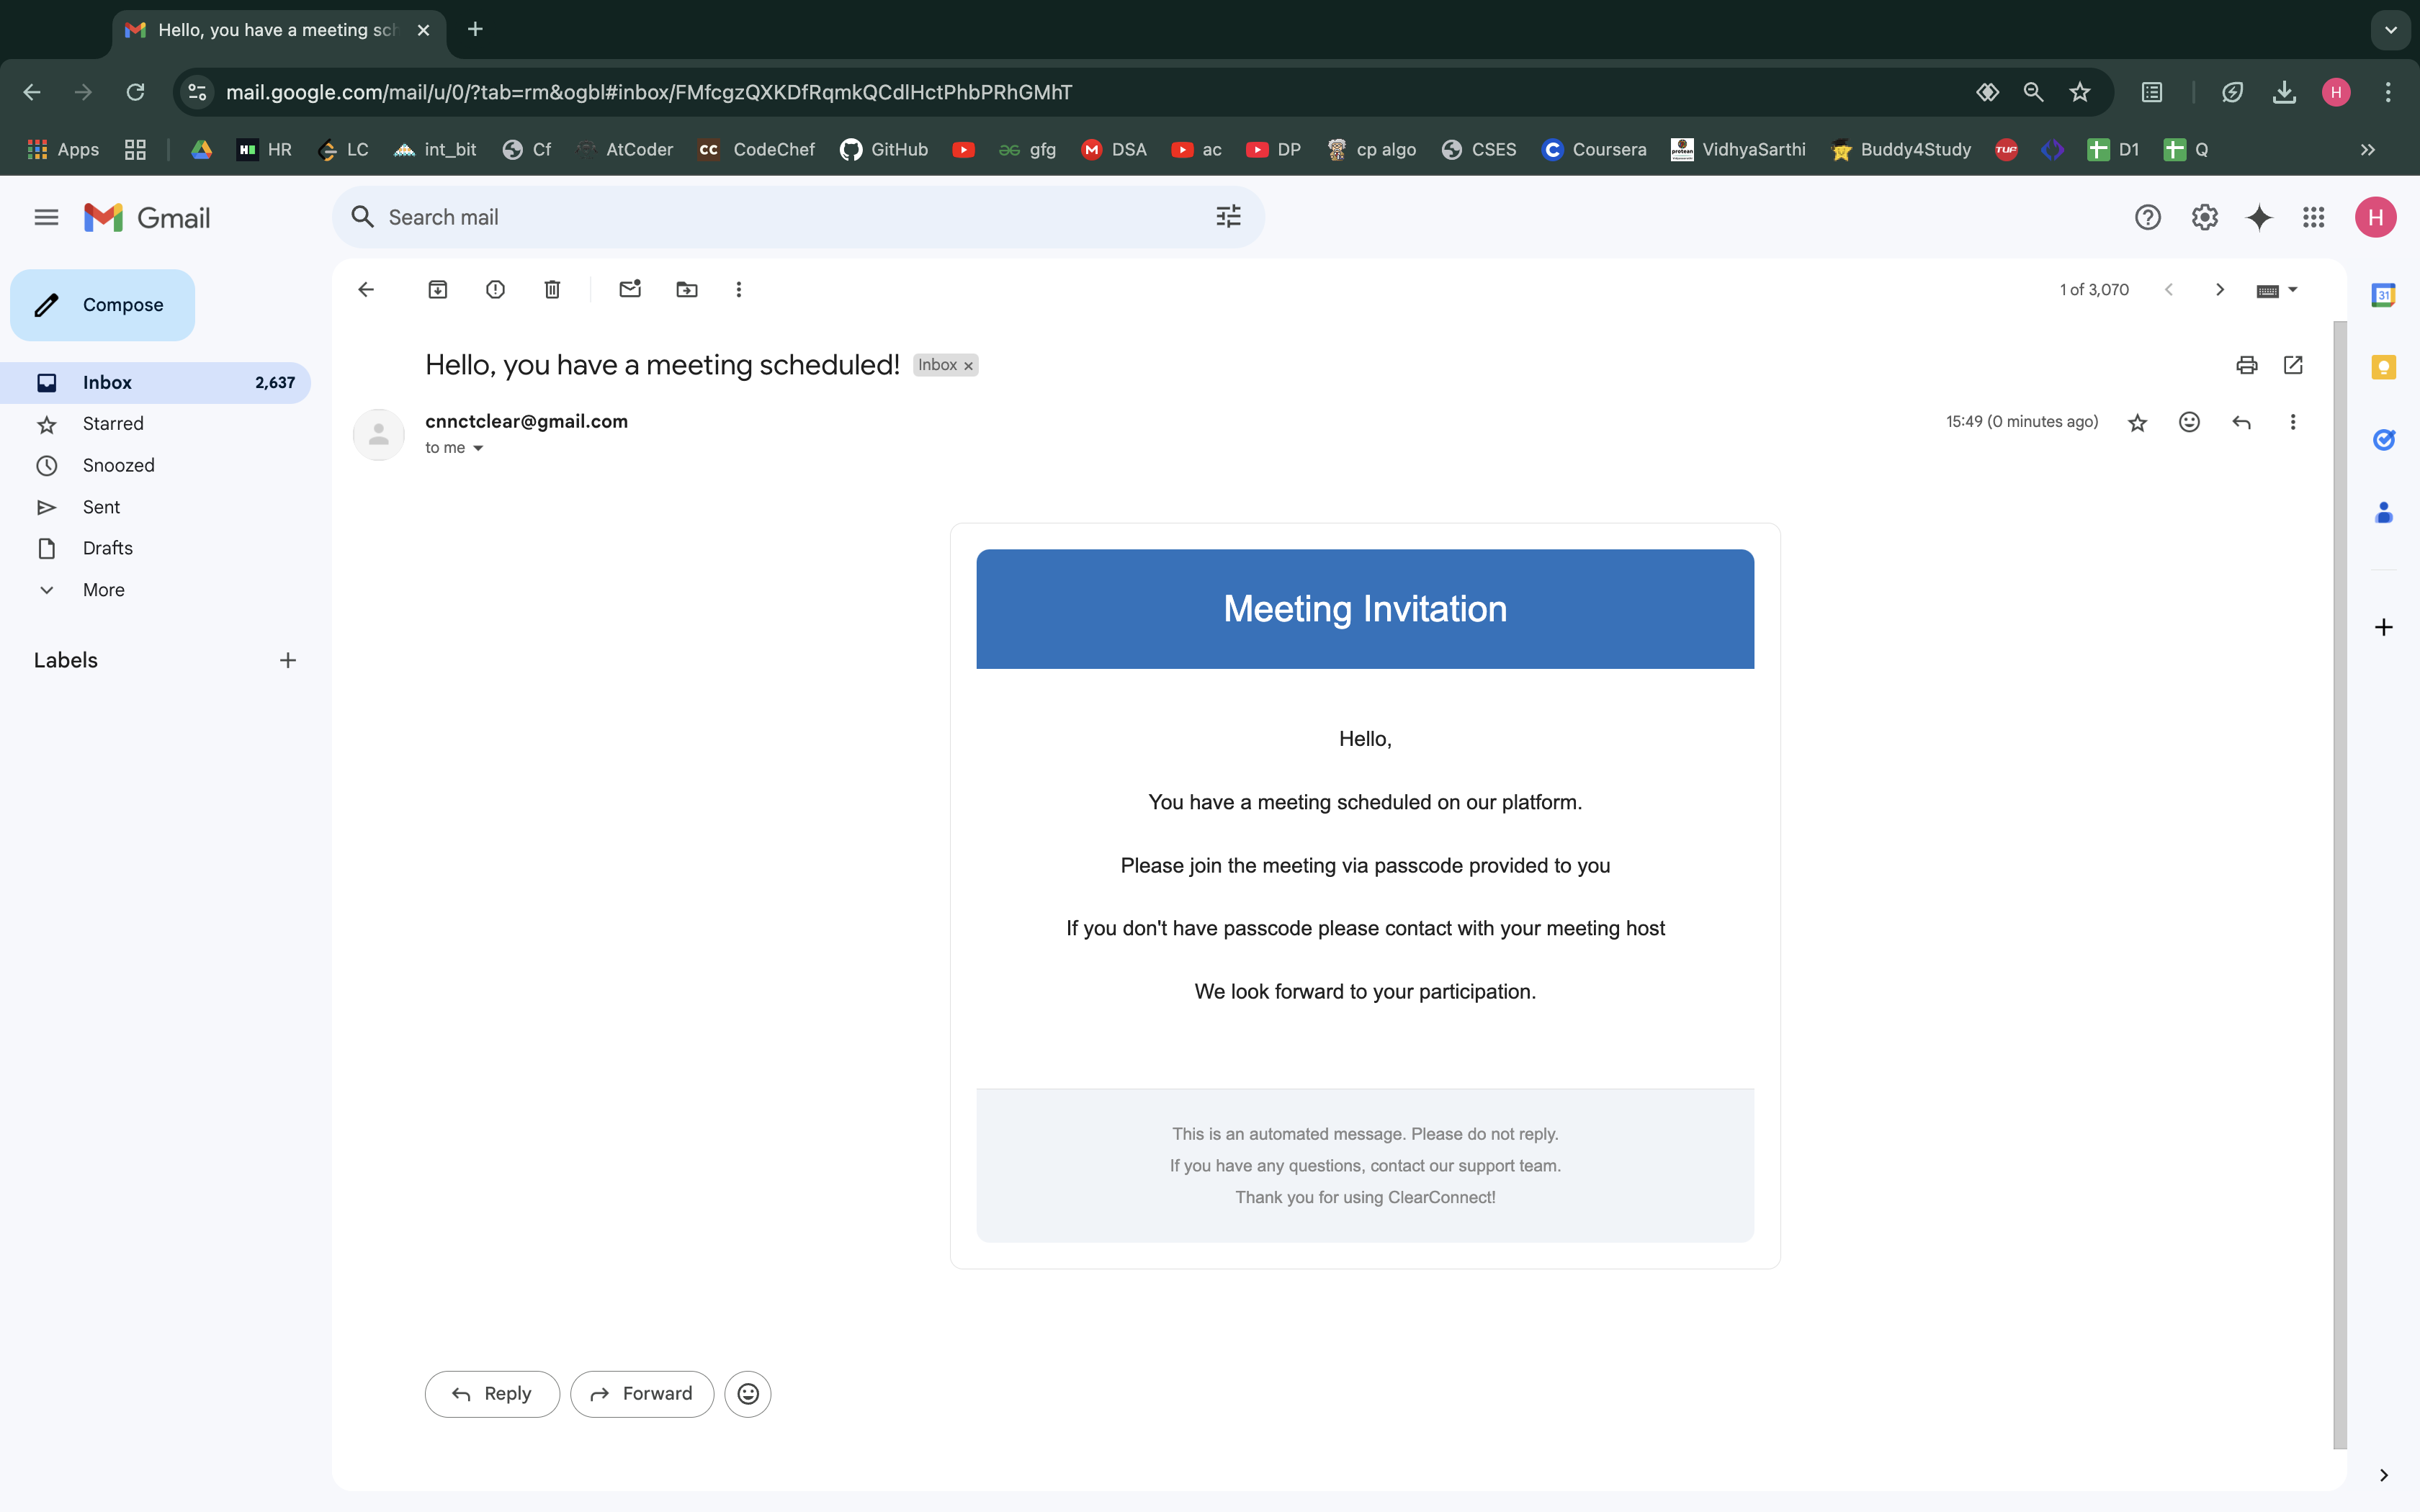 Hello, you have a meeting sch
mail.google.com/mail/u/0/?tab=rm&ogbl#inbox/FMfcgzQXKDfRqmkQCdlHctPhbPRhGMhT
H
Apps
HR
LC
int_bit
Cf
AtCoder
CC CodeChef
GitHub
gfg
M DSA
ac
DP
cp algo
CSES
C Coursera
VidhyaSarthi
Buddy4Study
TUF
D1
Q
Gmail
Search mail
H
Compose
1 of 3,070
31
Hello, you have a meeting scheduled! Inbox ×
Inbox 2,637
Starred
Snoozed
Sent
Drafts
More
Labels
cnnctclear@gmail.com
15:49 (0 minutes ago)
to me
Meeting Invitation
Hello,
You have a meeting scheduled on our platform.
Please join the meeting via passcode provided to you
If you don't have passcode please contact with your meeting host
We look forward to your participation.
This is an automated message. Please do not reply.
If you have any questions, contact our support team.
Thank you for using ClearConnect!
Reply
Forward